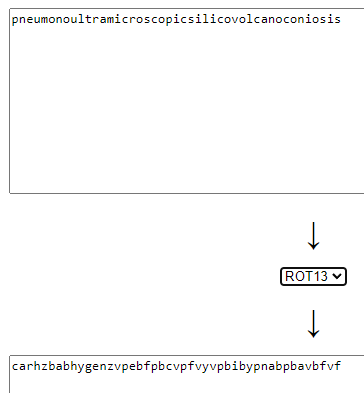 pneumonoultramicroscopicsilicovolcanoconiosis
↓
ROT13
↓
carhzbabhygenzvpebfpbcvpfvyvpbibypnabpbavbfvf